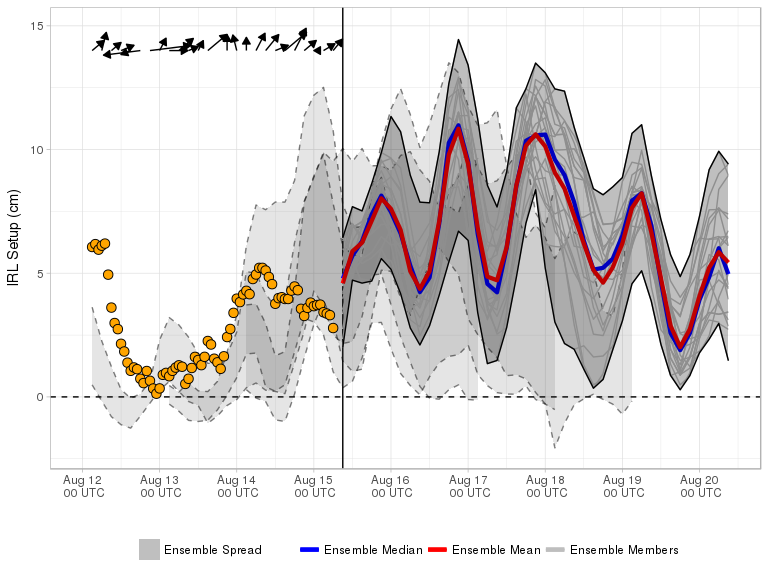 15
10
5
0
IRL Setup (cm)
Aug 12 Aug 13 Aug 14 Aug 15 Aug 16 Aug 17 Aug 18 Aug 19 Aug 20
00 UTC 00 UTC 00 UTC 00 UTC 00 UTC 00 UTC 00 UTC 00 UTC 00 UTC
Ensemble Spread Ensemble Median Ensemble Mean Ensemble Members